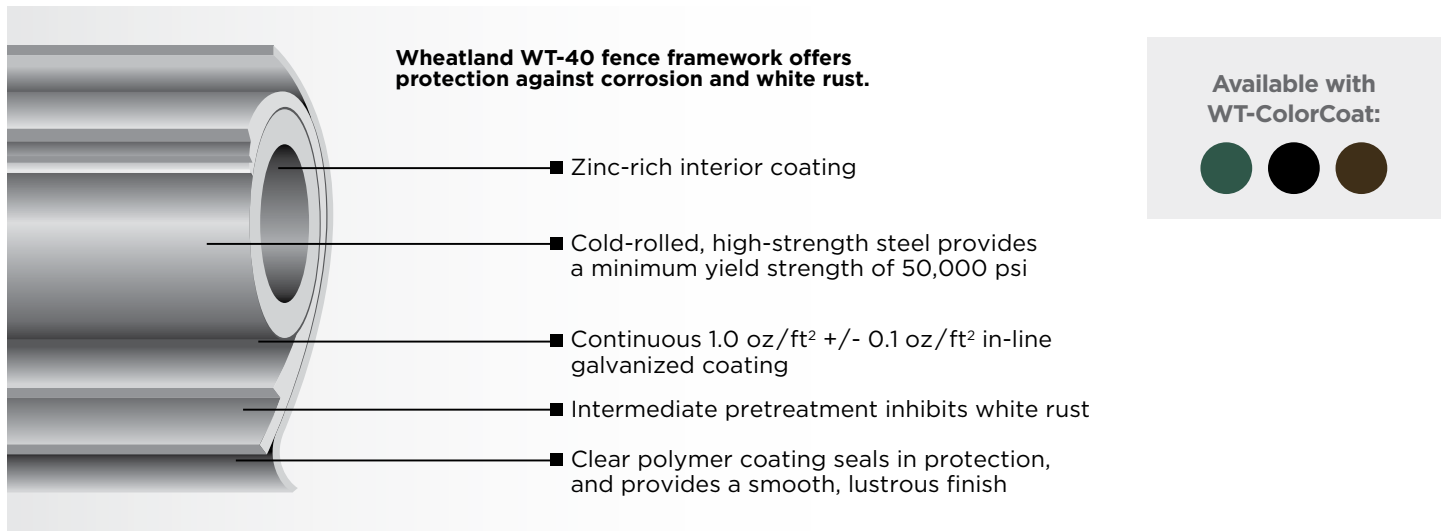 Wheatland WT-40 fence framework offers
protection against corrosion and white rust.
Available with
WT-ColorCoat:
Zinc-rich interior coating
Cold-rolled, high-strength steel provides
a minimum yield strength of 50,000 psi
Continuous 1.0 oz/ft² +/- 0.1 oz/ft² in-line
galvanized coating
Intermediate pretreatment inhibits white rust
Clear polymer coating seals in protection,
and provides a smooth, lustrous finish